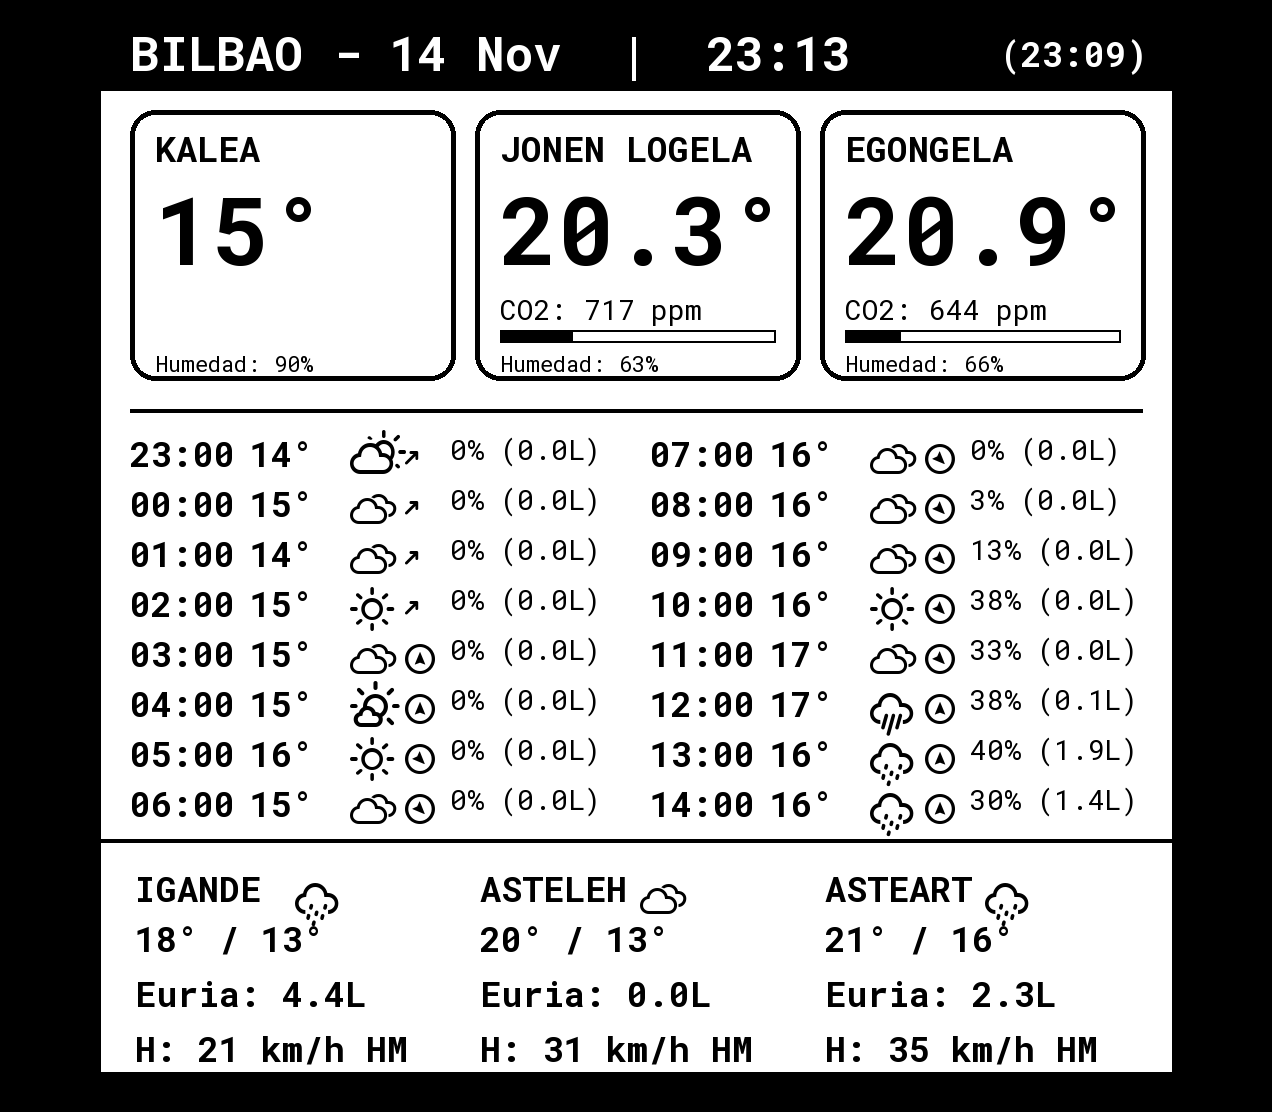 BILBAO - 14 Nov | 23:13 (23:09)
KALEA
15°
Humedad: 90%
JONEN LOGELA
20.3°
CO2: 717 ppm
Humedad: 63%
EGONGELA
20.9°
CO2: 644 ppm
Humedad: 66%
23:00 14° 0% (0.0L)
00:00 15° 0% (0.0L)
01:00 14° 0% (0.0L)
02:00 15° 0% (0.0L)
03:00 15° 0% (0.0L)
04:00 15° 0% (0.0L)
05:00 16° 0% (0.0L)
06:00 15° 0% (0.0L)
07:00 16° 0% (0.0L)
08:00 16° 3% (0.0L)
09:00 16° 13% (0.0L)
10:00 16° 38% (0.0L)
11:00 17° 33% (0.0L)
12:00 17° 38% (0.1L)
13:00 16° 40% (1.9L)
14:00 16° 30% (1.4L)
IGANDE
18° / 13°
Euria: 4.4L
H: 21 km/h HM
ASTELEH
20° / 13°
Euria: 0.0L
H: 31 km/h HM
ASTEART
21° / 16°
Euria: 2.3L
H: 35 km/h HM